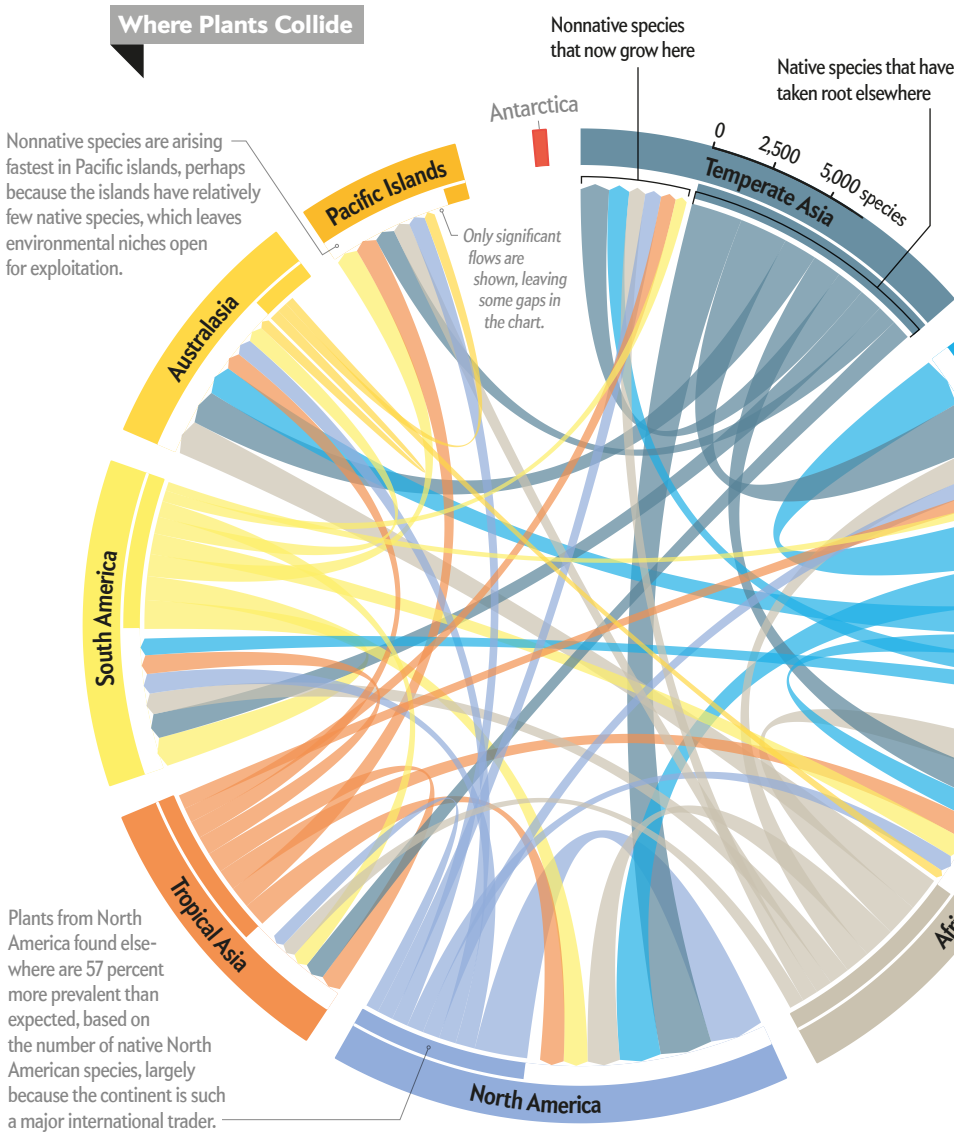 Where Plants Collide
Nonnative species
that now grow here
Native species that have
taken root elsewhere
Antarctica
0
2,500
5,000 species
Temperate Asia
Nonnative species are arising
fastest in Pacific islands, perhaps
because the islands have relatively
few native species, which leaves
environmental niches open
for exploitation.
Pacific Islands
Only significant
flows are
shown, leaving
some gaps in
the chart.
Australasia
South America
Tropical Asia
Plants from North
America found else-
where are 57 percent
more prevalent than
expected, based on
the number of native North
American species, largely
because the continent is such
a major international trader.
North America